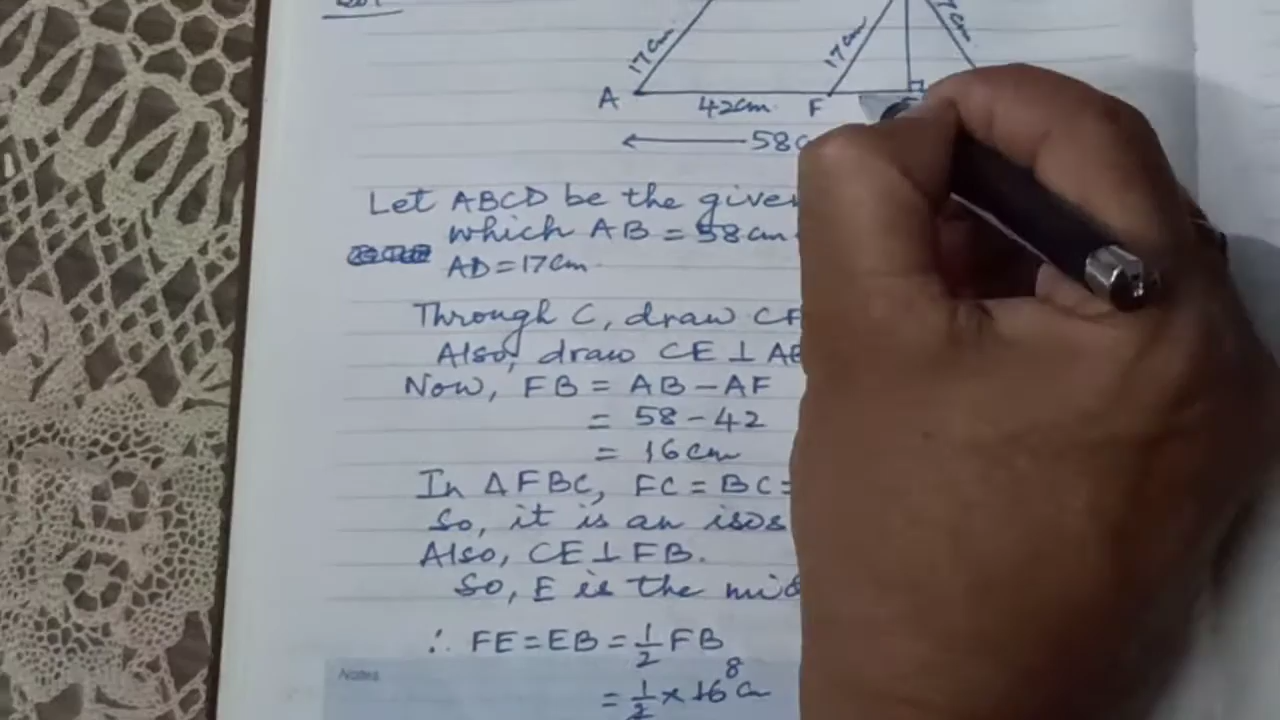 17cm 17cm 7cm
A 42cm F
58c
Let ABCD be the given
which AB = 58cm
AD = 17cm
Through C, draw CF
Also, draw CE ⊥ AB
Now, FB = AB - AF
= 58 - 42
= 16cm
In △FBC, FC = BC =
So, it is an isos
Also, CE ⊥ FB.
So, E is the mid
∴ FE = EB = 1/2 FB
8
= 1/2 × 16 cm
Notes